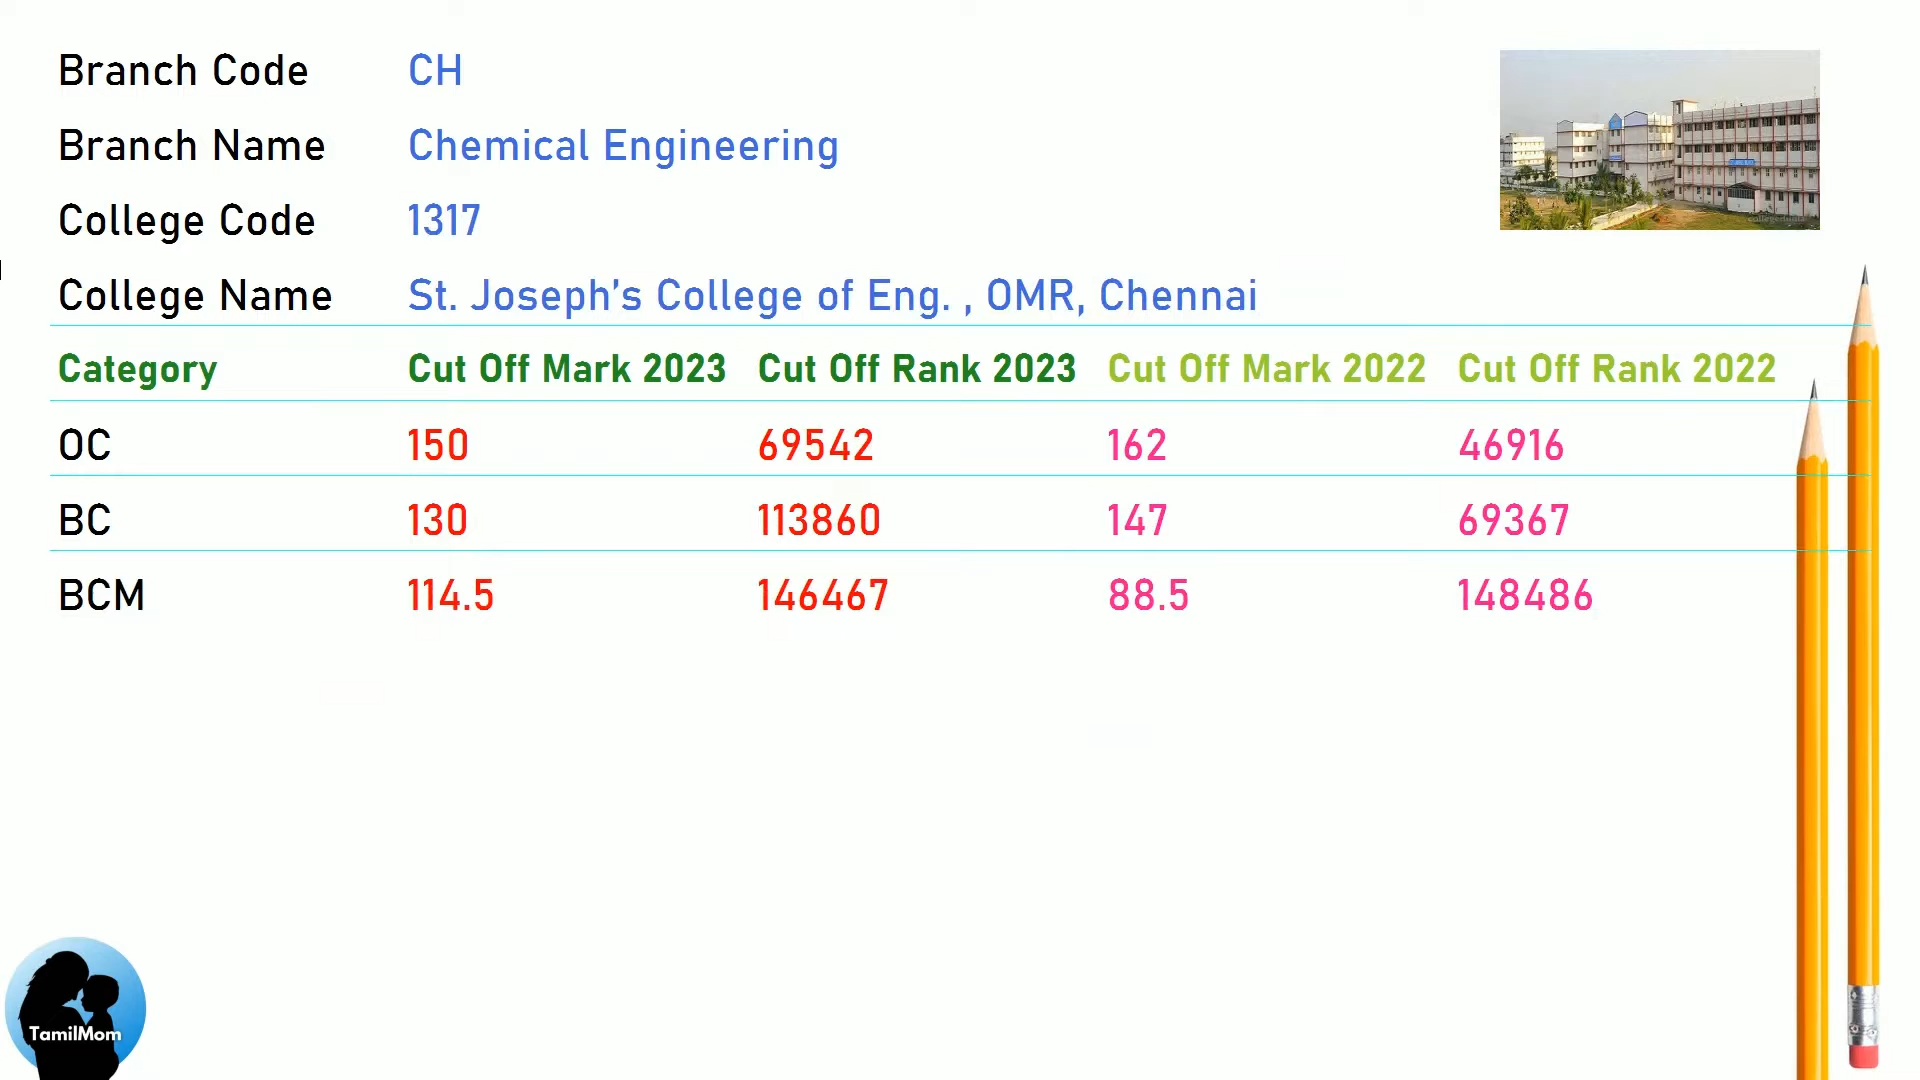 Branch Code CH
Branch Name Chemical Engineering
College Code 1317
College Name St. Joseph's College of Eng. , OMR, Chennai
Category Cut Off Mark 2023 Cut Off Rank 2023 Cut Off Mark 2022 Cut Off Rank 2022
OC 150 69542 162 46916
BC 130 113860 147 69367
BCM 114.5 146467 88.5 148486
TamilMom